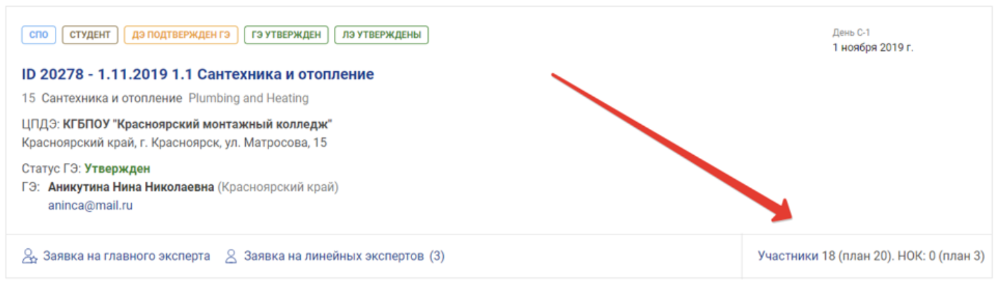 СПО СТУДЕНТ ДЭ ПОДТВЕРЖДЕН ГЭ ГЭ УТВЕРЖДЕН ЛЭ УТВЕРЖДЕНЫ
День С-1
1 ноября 2019 г.
ID 20278 - 1.11.2019 1.1 Сантехника и отопление
15 Сантехника и отопление Plumbing and Heating
ЦПДЭ: КГБПОУ "Красноярский монтажный колледж"
Красноярский край, г. Красноярск, ул. Матросова, 15
Статус ГЭ: Утвержден
ГЭ: Аникутина Нина Николаевна (Красноярский край)
aninca@mail.ru
Заявка на главного эксперта Заявка на линейных экспертов (3)
Участники 18 (план 20). НОК: 0 (план 3)